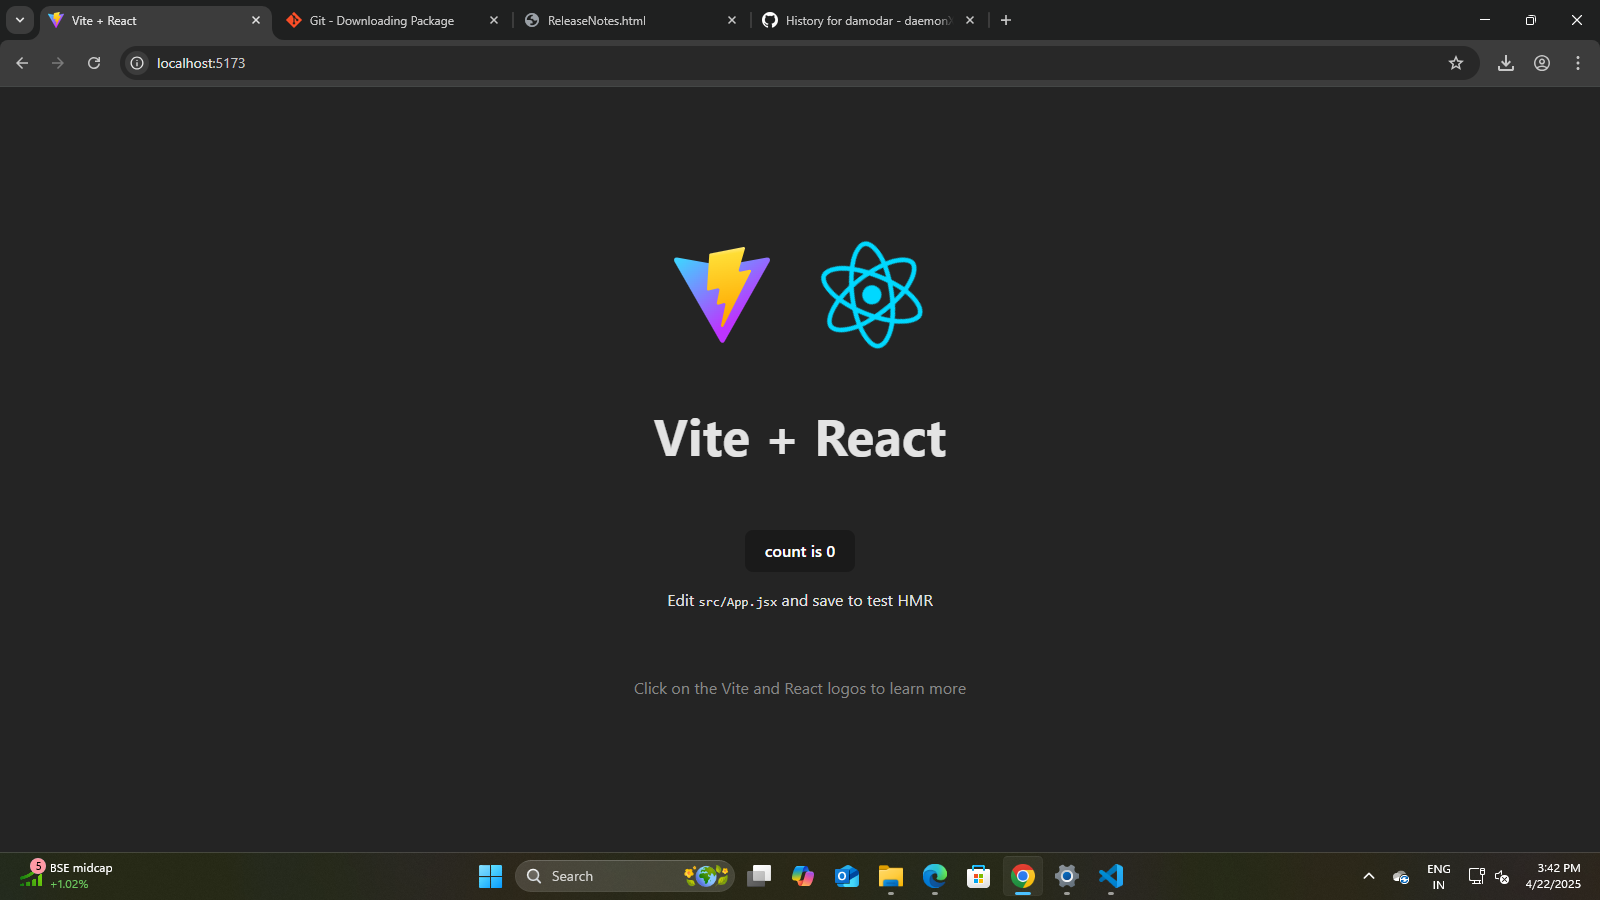 Vite + React
Git - Downloading Package
ReleaseNotes.html
History for damodar - daemon
localhost:5173
Vite + React
count is 0
Edit src/App.jsx and save to test HMR
Click on the Vite and React logos to learn more
5
BSE midcap
+1.02%
Search
ENG
IN
3:42 PM
4/22/2025